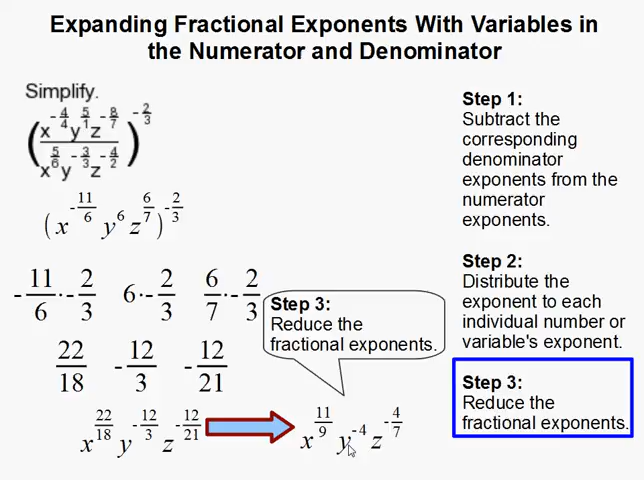 Expanding Fractional Exponents With Variables in
the Numerator and Denominator
Simplify.
(x^{-4/4} y^{5/1} z^{-8/7} / x^{5/6} y^{-3/3} z^{-4/2})^{-2/3}
(x^{-11/6} y^6 z^{6/7})^{-2/3}
-11/6 · -2/3   6 · -2/3   6/7 · -2/3
22/18   -12/3   -12/21
x^{22/18} y^{-12/3} z^{-12/21}
Step 3:
Reduce the
fractional exponents.
x^{11/9} y^{-4} z^{-4/7}
Step 1:
Subtract the
corresponding
denominator
exponents from the
numerator
exponents.
Step 2:
Distribute the
exponent to each
individual number or
variable's exponent.
Step 3:
Reduce the
fractional exponents.